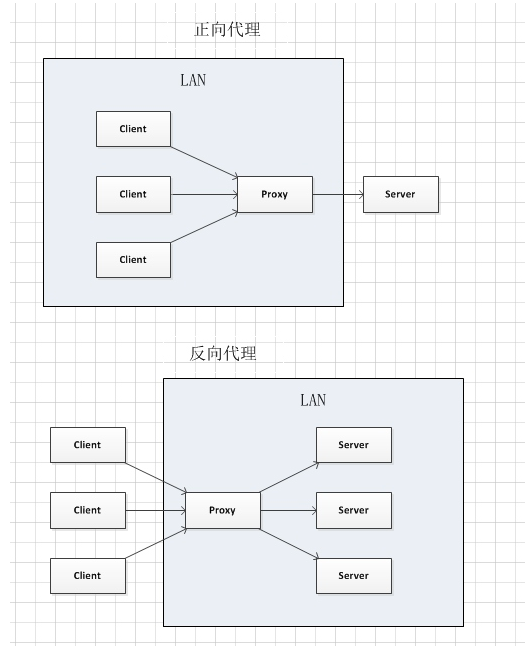 正向代理
LAN
Client
Client
Proxy
Server
Client
反向代理
LAN
Client
Server
Client
Proxy
Server
Client
Server